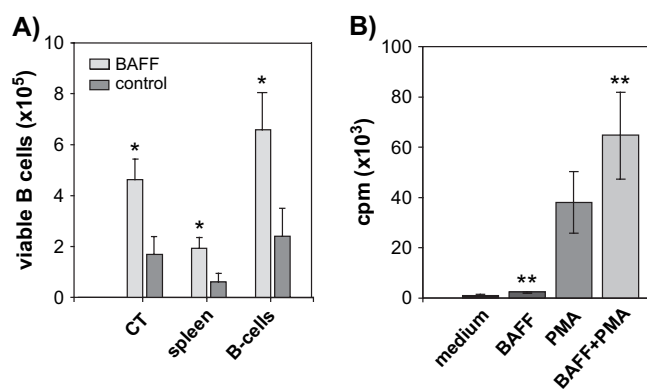 A)
B)
viable B cells (x10⁵)
10
8
6
4
2
0
BAFF
control
*
*
*
CT
spleen
B-cells
cpm (x10³)
100
80
60
40
20
0
**
**
medium
BAFF
PMA
BAFF+PMA